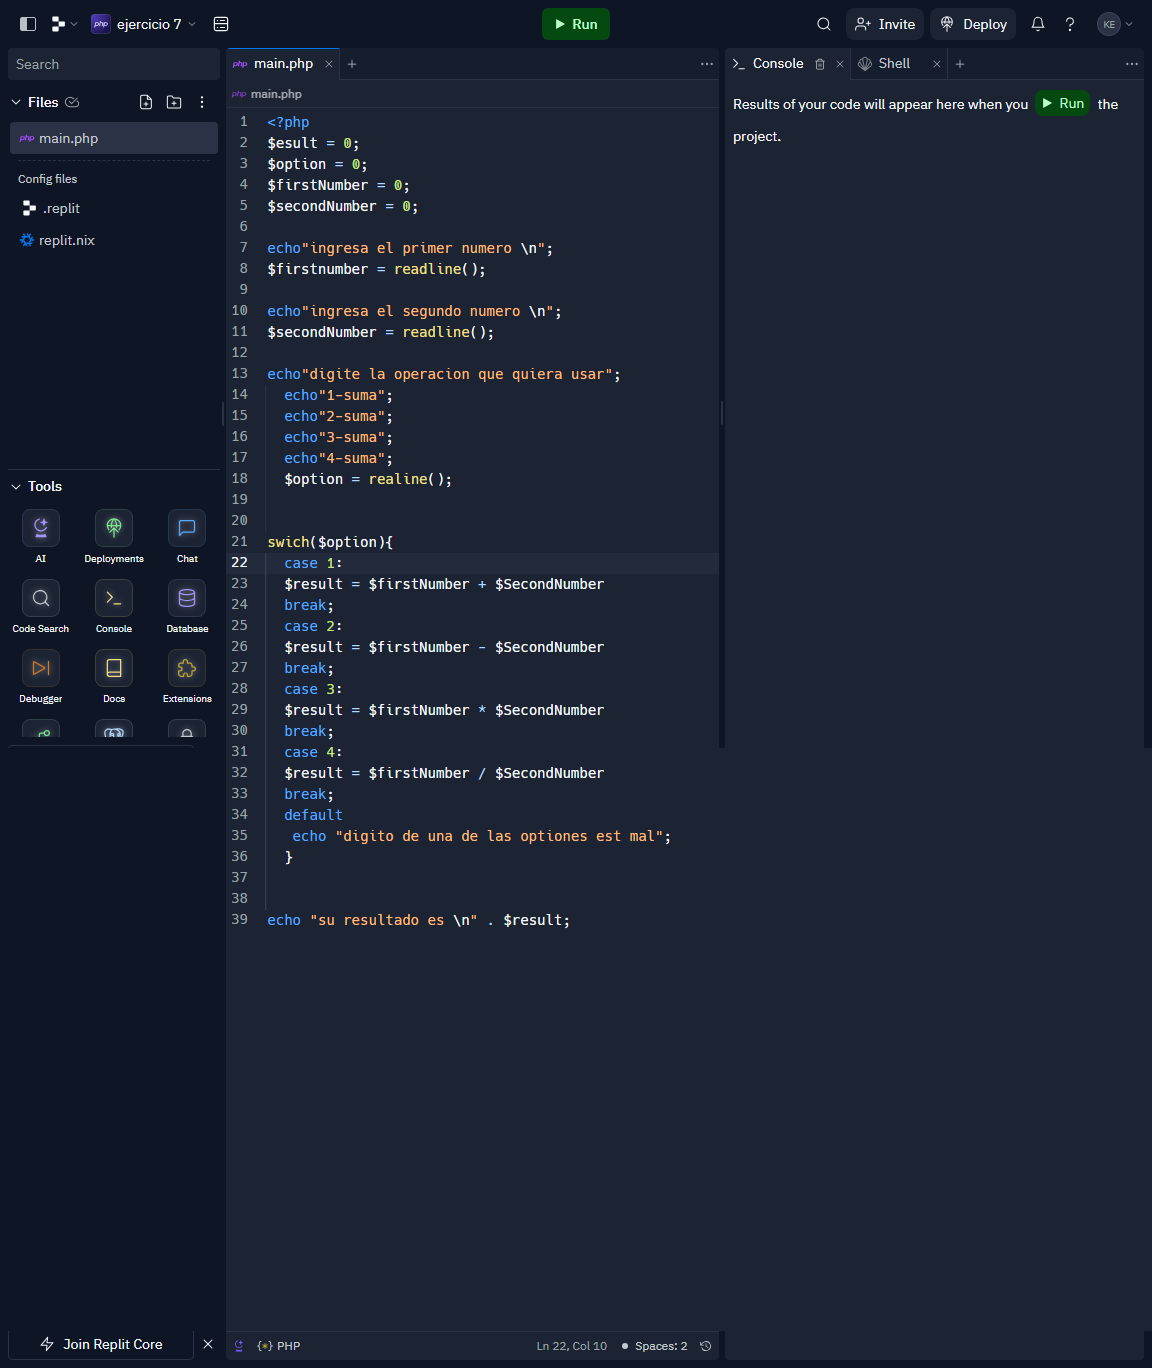 php ejercicio 7
Run
Invite
Deploy
KE
Search
Files
php main.php
Config files
.replit
replit.nix
Tools
AI
Deployments
Chat
Code Search
Console
Database
Debugger
Docs
Extensions
Join Replit Core
php main.php
php main.php
1 <?php
2 $esult = 0;
3 $option = 0;
4 $firstNumber = 0;
5 $secondNumber = 0;
6
7 echo"ingresa el primer numero \n";
8 $firstnumber = readline();
9
10 echo"ingresa el segundo numero \n";
11 $secondNumber = readline();
12
13 echo"digite la operacion que quiera usar";
14 echo"1-suma";
15 echo"2-suma";
16 echo"3-suma";
17 echo"4-suma";
18 $option = realine();
19
20
21 swich($option){
22 case 1:
23 $result = $firstNumber + $SecondNumber
24 break;
25 case 2:
26 $result = $firstNumber - $SecondNumber
27 break;
28 case 3:
29 $result = $firstNumber * $SecondNumber
30 break;
31 case 4:
32 $result = $firstNumber / $SecondNumber
33 break;
34 default
35 echo "digito de una de las optiones est mal";
36 }
37
38
39 echo "su resultado es \n" . $result;
{*} PHP
Ln 22, Col 10
Spaces: 2
Console
Shell
Results of your code will appear here when you Run the
project.